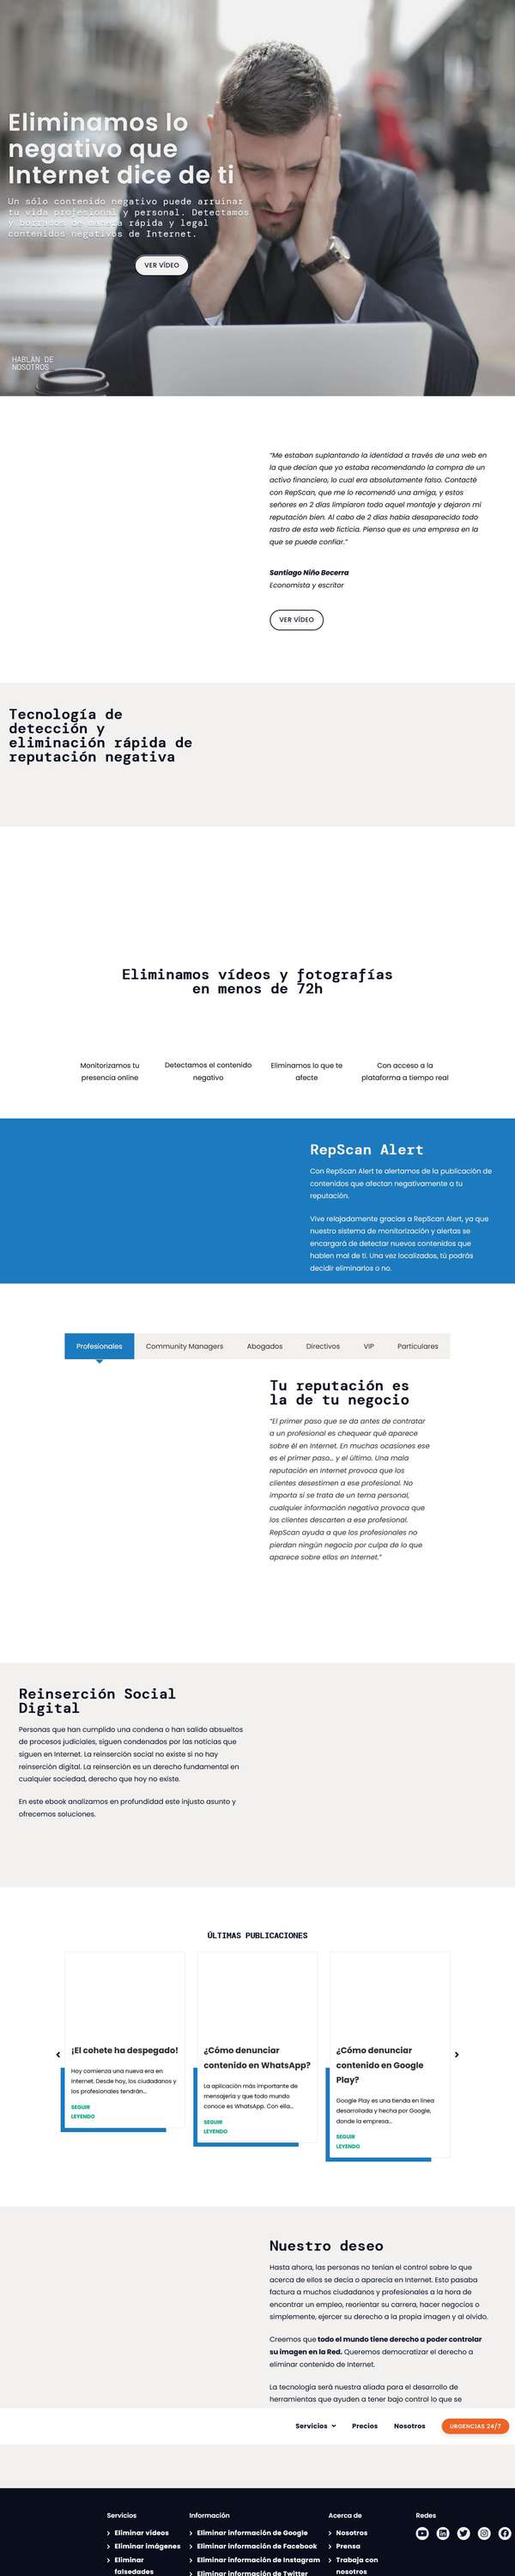 Eliminamos lo
negativo que
Internet dice de ti
Un sólo contenido negativo puede arruinar
tu vida profesional y personal. Detectamos
y borramos de manera rápida y legal
contenidos negativos de Internet.
VER VÍDEO
HABLAN DE
NOSOTROS
“Me estaban suplantando la identidad a través de una web en
la que decían que yo estaba recomendando la compra de un
activo financiero, lo cual era absolutamente falso. Contacté
con RepScan, que me lo recomendó una amiga, y estos
señores en 2 días limpiaron todo aquel montaje y dejaron mi
reputación bien. Al cabo de 2 días había desaparecido todo
rastro de esta web ficticia. Pienso que es una empresa en la
que se puede confiar.”
Santiago Niño Becerra
Economista y escritor
VER VÍDEO
Tecnología de
detección y
eliminación rápida de
reputación negativa
Eliminamos vídeos y fotografías
en menos de 72h
Monitorizamos tu
presencia online
Detectamos el contenido
negativo
Eliminamos lo que te
afecte
Con acceso a la
plataforma a tiempo real
RepScan Alert
Con RepScan Alert te alertamos de la publicación de
contenidos que afectan negativamente a tu
reputación.
Vive relajadamente gracias a RepScan Alert, ya que
nuestro sistema de monitorización y alertas se
encargará de detectar nuevos contenidos que
hablen mal de ti. Una vez localizados, tú podrás
decidir eliminarlos o no.
Profesionales
Community Managers
Abogados
Directivos
VIP
Particulares
Tu reputación es
la de tu negocio
“El primer paso que se da antes de contratar
a un profesional es chequear qué aparece
sobre él en Internet. En muchas ocasiones ese
es el primer paso… y el último. Una mala
reputación en Internet provoca que los
clientes desestimen a ese profesional. No
importa si se trata de un tema personal,
cualquier información negativa provoca que
los clientes descarten a ese profesional.
RepScan ayuda a que los profesionales no
pierdan ningún negocio por culpa de lo que
aparece sobre ellos en Internet.”
Reinserción Social
Digital
Personas que han cumplido una condena o han salido absueltos
de procesos judiciales, siguen condenados por las noticias que
siguen en Internet. La reinserción social no existe si no hay
reinserción digital. La reinserción es un derecho fundamental en
cualquier sociedad, derecho que hoy no existe.
En este ebook analizamos en profundidad este injusto asunto y
ofrecemos soluciones.
ÚLTIMAS PUBLICACIONES
¡El cohete ha despegado!
Hoy comienza una nueva era en
Internet. Desde hoy, los ciudadanos y
los profesionales tendrán…
SEGUIR
LEYENDO
¿Cómo denunciar
contenido en WhatsApp?
La aplicación más importante de
mensajería y que todo mundo
conoce es WhatsApp. Con ella…
SEGUIR
LEYENDO
¿Cómo denunciar
contenido en Google
Play?
Google Play es una tienda en línea
desarrollada y hecha por Google,
donde la empresa…
SEGUIR
LEYENDO
Nuestro deseo
Hasta ahora, las personas no tenían el control sobre lo que
acerca de ellos se decía o aparecía en Internet. Esto pasaba
factura a muchos ciudadanos y profesionales a la hora de
encontrar un empleo, reorientar su carrera, hacer negocios o
simplemente, ejercer su derecho a la propia imagen y al olvido.
Creemos que todo el mundo tiene derecho a poder controlar
su imagen en la Red. Queremos democratizar el derecho a
eliminar contenido de Internet.
La tecnología será nuestra aliada para el desarrollo de
herramientas que ayuden a tener bajo control lo que se
Servicios
Precios
Nosotros
URGENCIAS 24/7
Servicios
Eliminar vídeos
Eliminar imágenes
Eliminar
falsedades
Información
Eliminar información de Google
Eliminar información de Facebook
Eliminar información de Instagram
Eliminar información de Twitter
Acerca de
Nosotros
Prensa
Trabaja con
nosotros
Redes